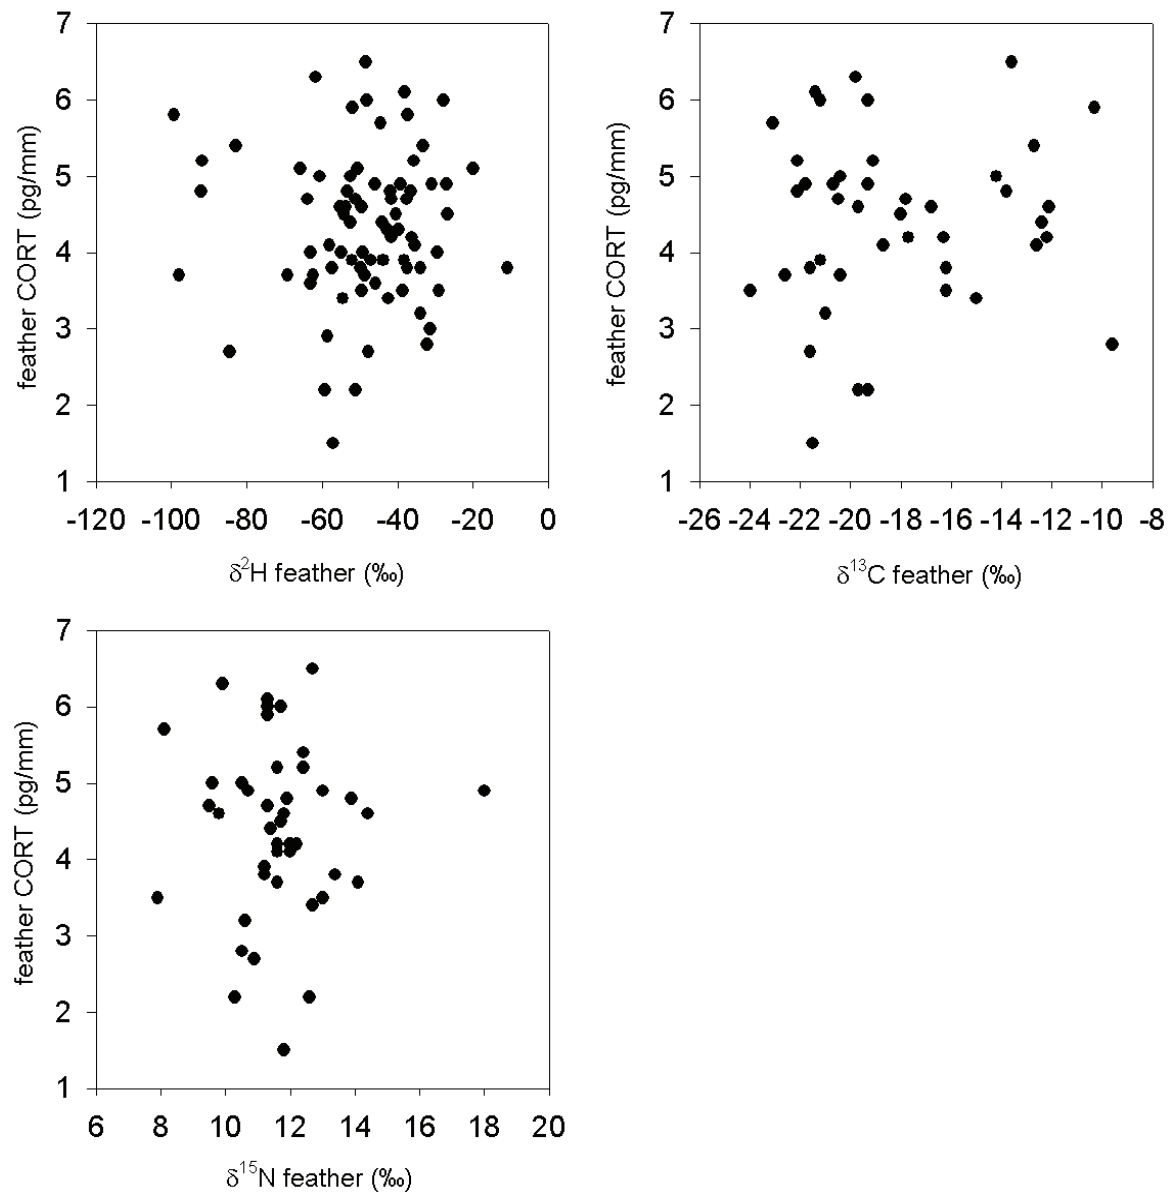 7
6
5
4
3
2
1
feather CORT (pg/mm)
-120 -100 -80 -60 -40 -20 0
δ²H feather (‰)
7
6
5
4
3
2
1
feather CORT (pg/mm)
-26 -24 -22 -20 -18 -16 -14 -12 -10 -8
δ¹³C feather (‰)
7
6
5
4
3
2
1
feather CORT (pg/mm)
6 8 10 12 14 16 18 20
δ¹⁵N feather (‰)